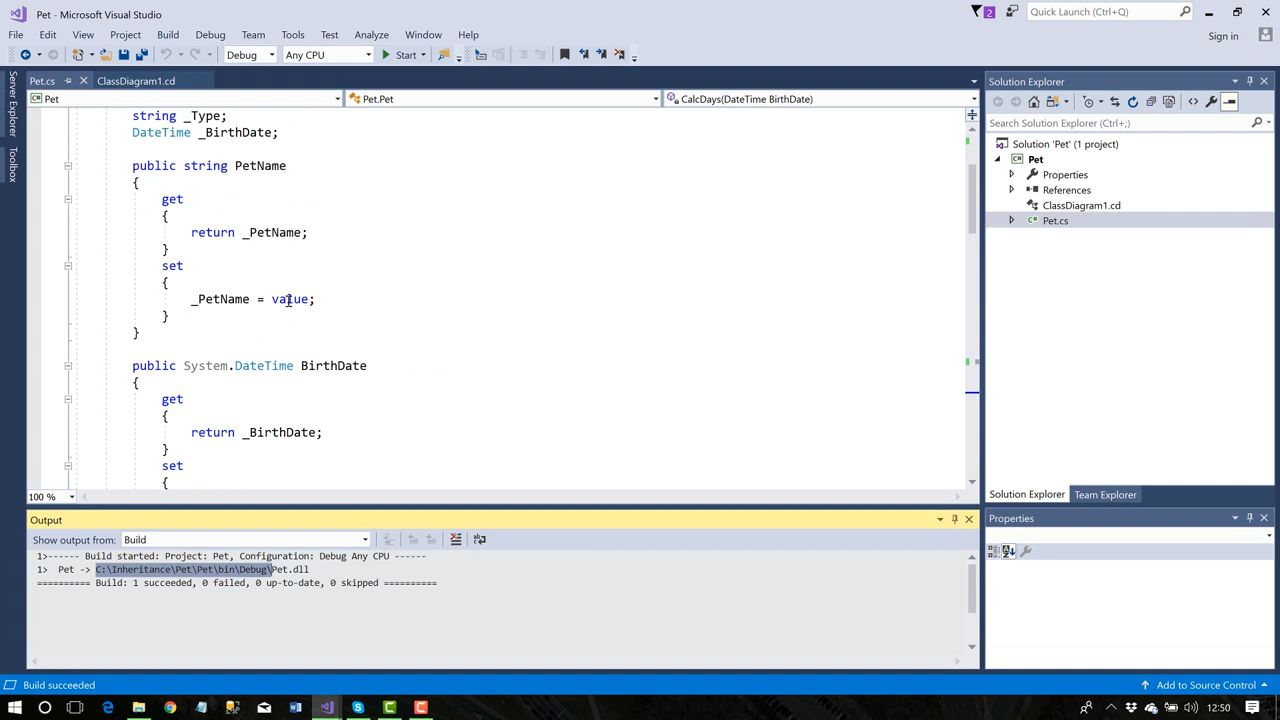 Pet - Microsoft Visual Studio
2
Quick Launch (Ctrl+Q)
File Edit View Project Build Debug Team Tools Test Analyze Window Help
Sign in
Debug Any CPU Start
Server Explorer
Toolbox
Pet.cs ClassDiagram1.cd
Pet Pet.Pet CalcDays(DateTime BirthDate)
string _Type;
DateTime _BirthDate;
public string PetName
{
get
{
return _PetName;
}
set
{
_PetName = value;
}
}
public System.DateTime BirthDate
{
get
{
return _BirthDate;
}
set
{
100 %
Solution Explorer
Search Solution Explorer (Ctrl+;)
Solution 'Pet' (1 project)
Pet
Properties
References
ClassDiagram1.cd
Pet.cs
Solution Explorer Team Explorer
Properties
Output
Show output from: Build
1>------ Build started: Project: Pet, Configuration: Debug Any CPU ------
1>  Pet -> C:\Inheritance\Pet\Pet\bin\Debug\Pet.dll
========== Build: 1 succeeded, 0 failed, 0 up-to-date, 0 skipped ==========
Build succeeded
Add to Source Control
12:50